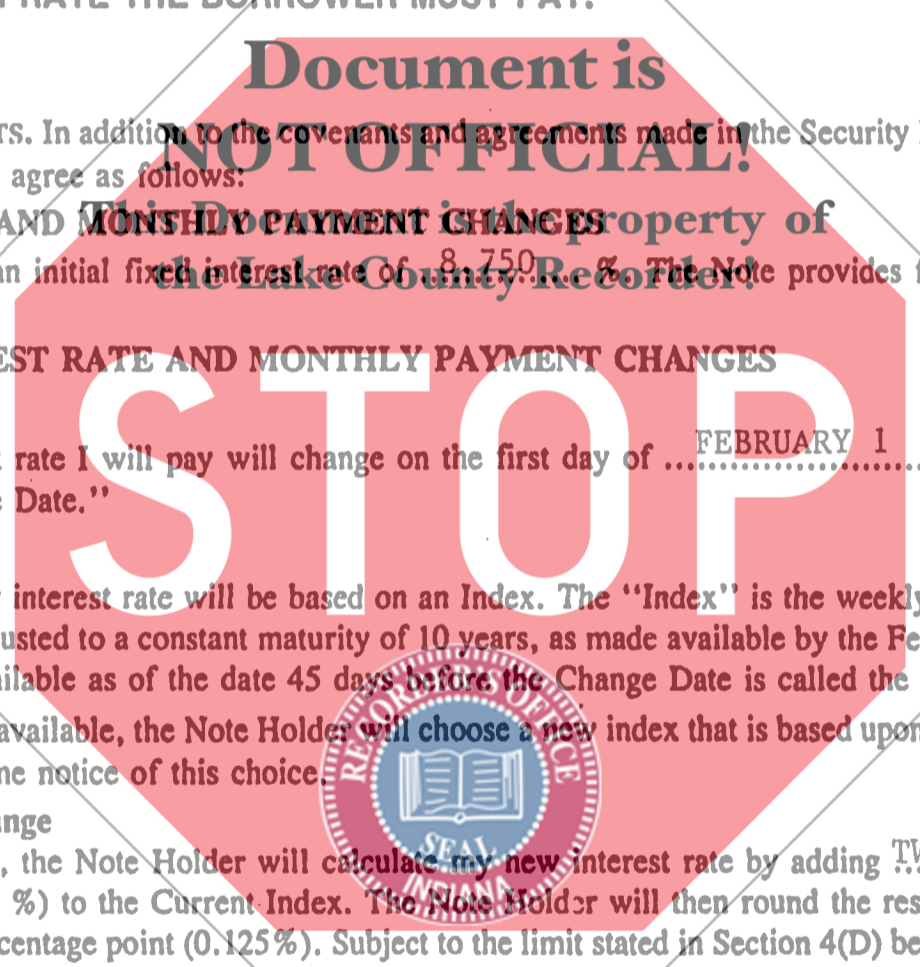 RATE THE BORROWER MUST PAY.
Document is
rs. In addition to the covenants and agreements made in the Security
NOT OFFICIAL!
agree as follows:
AND MONTHLY PAYMENT CHANGES
This Document is the property of
an initial fixed interest rate of ..8..750.... %. The Note provides
the Lake County Recorder!
EST RATE AND MONTHLY PAYMENT CHANGES
STOP
rate I will pay will change on the first day of ....FEBRUARY 1
Date.”
interest rate will be based on an Index. The “Index” is the weekly
usted to a constant maturity of 10 years, as made available by the Fe
ilable as of the date 45 days before the Change Date is called the
available, the Note Holder will choose a new index that is based upon
me notice of this choice.
RECORDER'S OFFICE
SEAL
INDIANA
nge
, the Note Holder will calculate my new interest rate by adding TW
%) to the Current Index. The Note Holder will then round the res
centage point (0.125%). Subject to the limit stated in Section 4(D) be